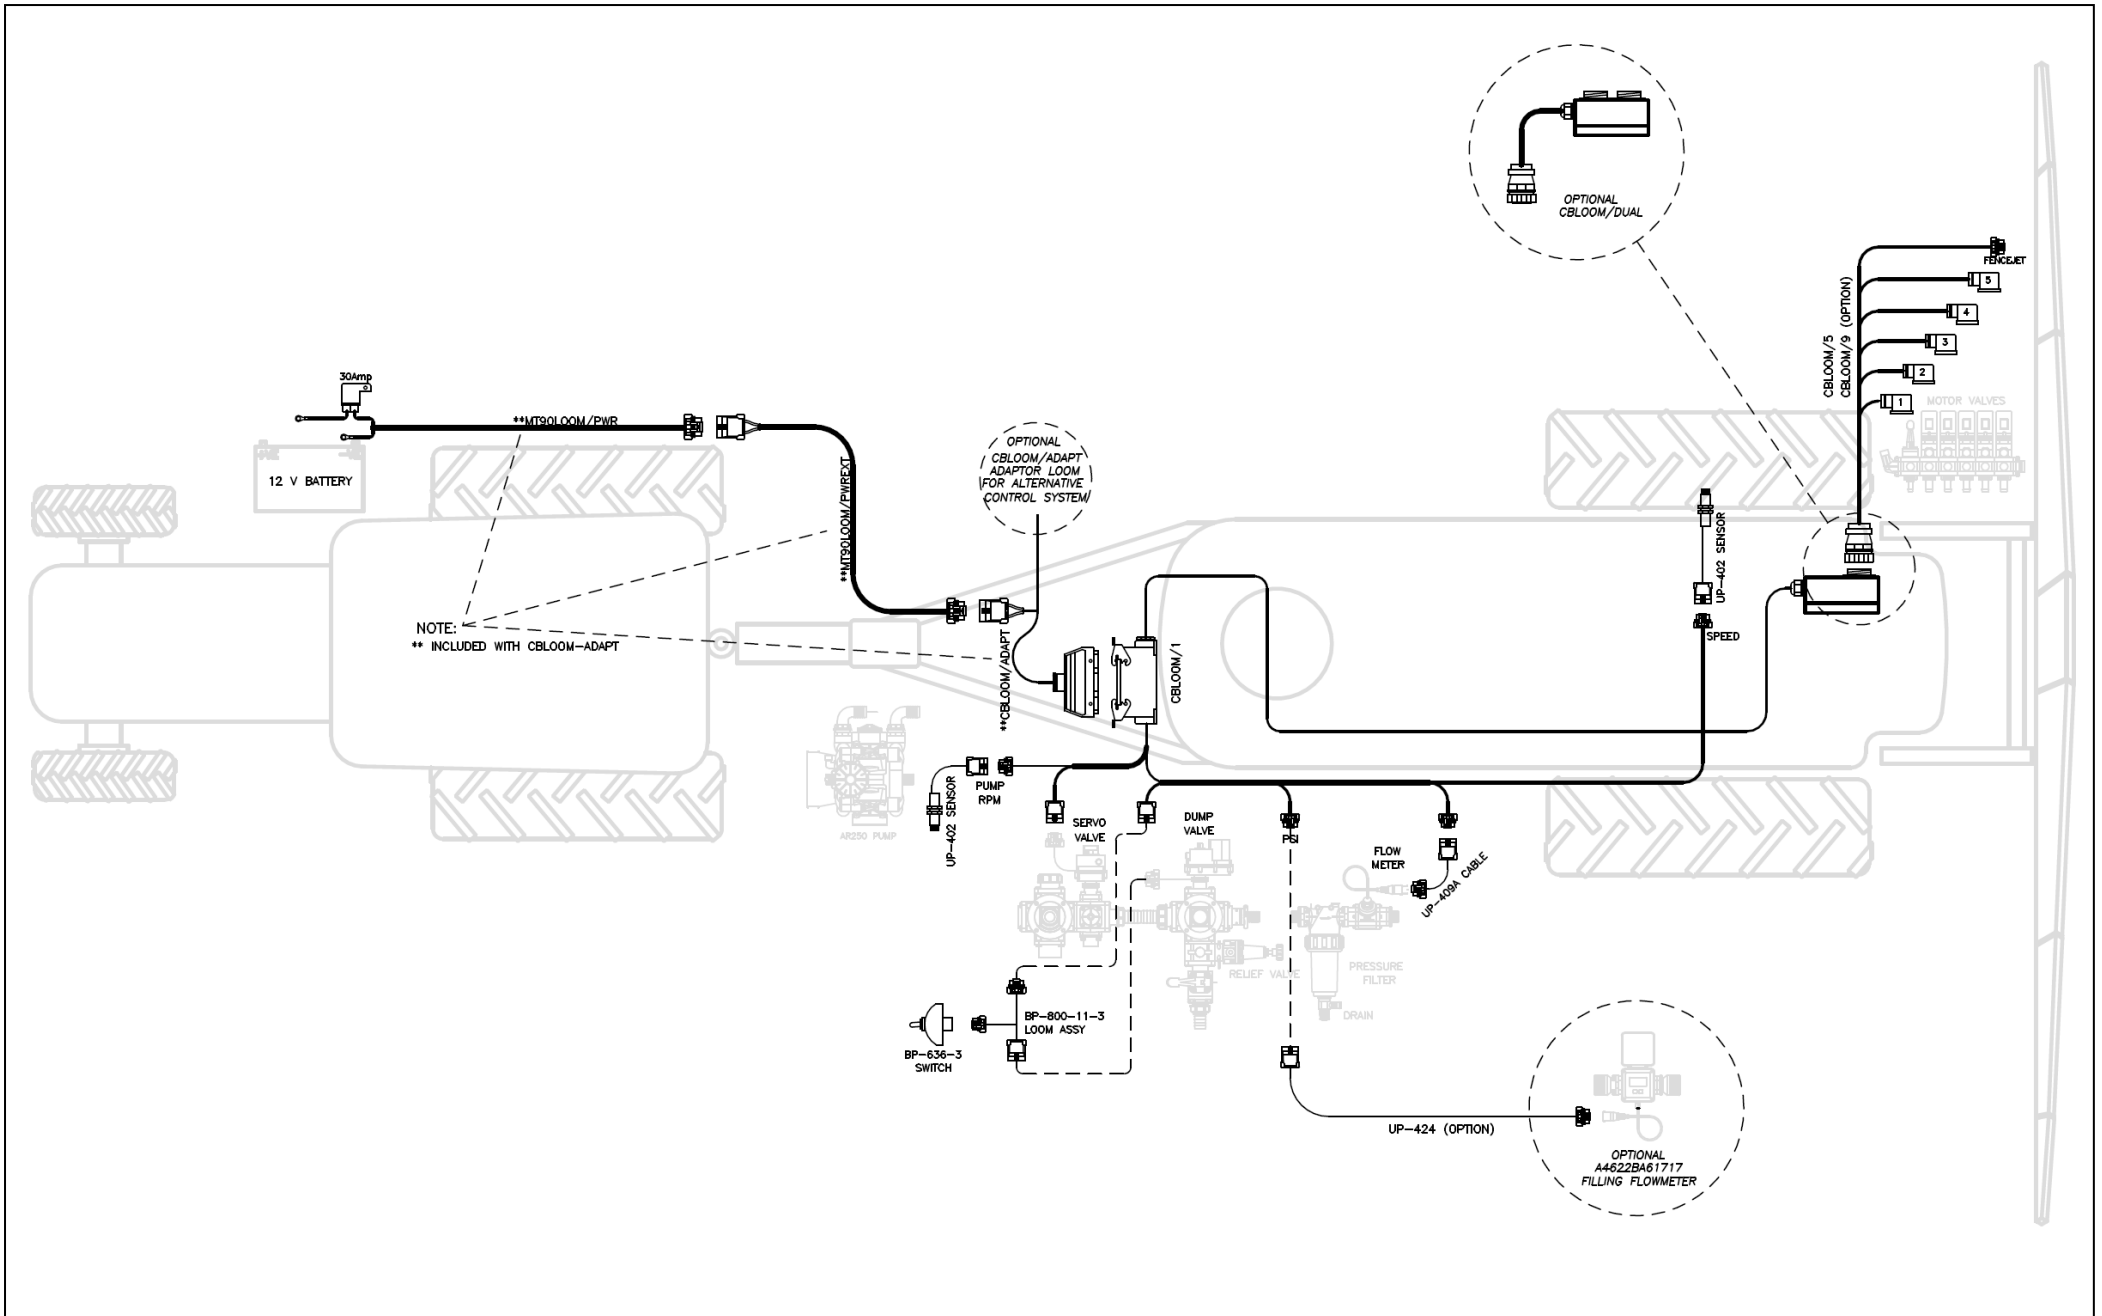 OPTIONAL
CBLOOM/DUAL
FENCEJET
5
4
3
2
1
CBLOOM/5
CBLOOM/9 (OPTION)
MOTOR VALVES
30Amp
**MT90LOOM/PWR
12 V BATTERY
**MT90LOOM/PWREXT
OPTIONAL
CBLOOM/ADAPT
ADAPTOR LOOM
FOR ALTERNATIVE
CONTROL SYSTEM
UP-402 SENSOR
SPEED
NOTE:
** INCLUDED WITH CBLOOM-ADAPT
**CBLOOM/ADAPT
CBLOOM/1
PUMP
RPM
UP-402 SENSOR
AR250 PUMP
SERVO
VALVE
DUMP
VALVE
PSI
FLOW
METER
UP-409A CABLE
RELIEF VALVE
PRESSURE
FILTER
DRAIN
BP-800-11-3
LOOM ASSY
BP-636-3
SWITCH
UP-424 (OPTION)
OPTIONAL
A4622BA61717
FILLING FLOWMETER